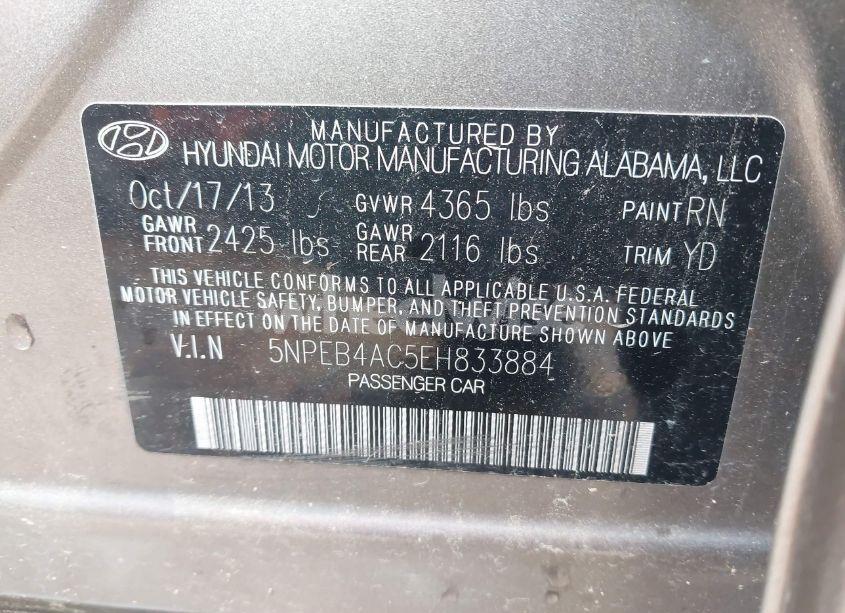 MANUFACTURED BY
HYUNDAI MOTOR MANUFACTURING ALABAMA, LLC
Oct/17/13 GVWR 4365 lbs PAINT RN
GAWR FRONT 2425 lbs GAWR REAR 2116 lbs TRIM YD
THIS VEHICLE CONFORMS TO ALL APPLICABLE U.S.A. FEDERAL
MOTOR VEHICLE SAFETY, BUMPER, AND THEFT PREVENTION STANDARDS
IN EFFECT ON THE DATE OF MANUFACTURE SHOWN ABOVE
V.I.N 5NPEB4AC5EH833884
PASSENGER CAR